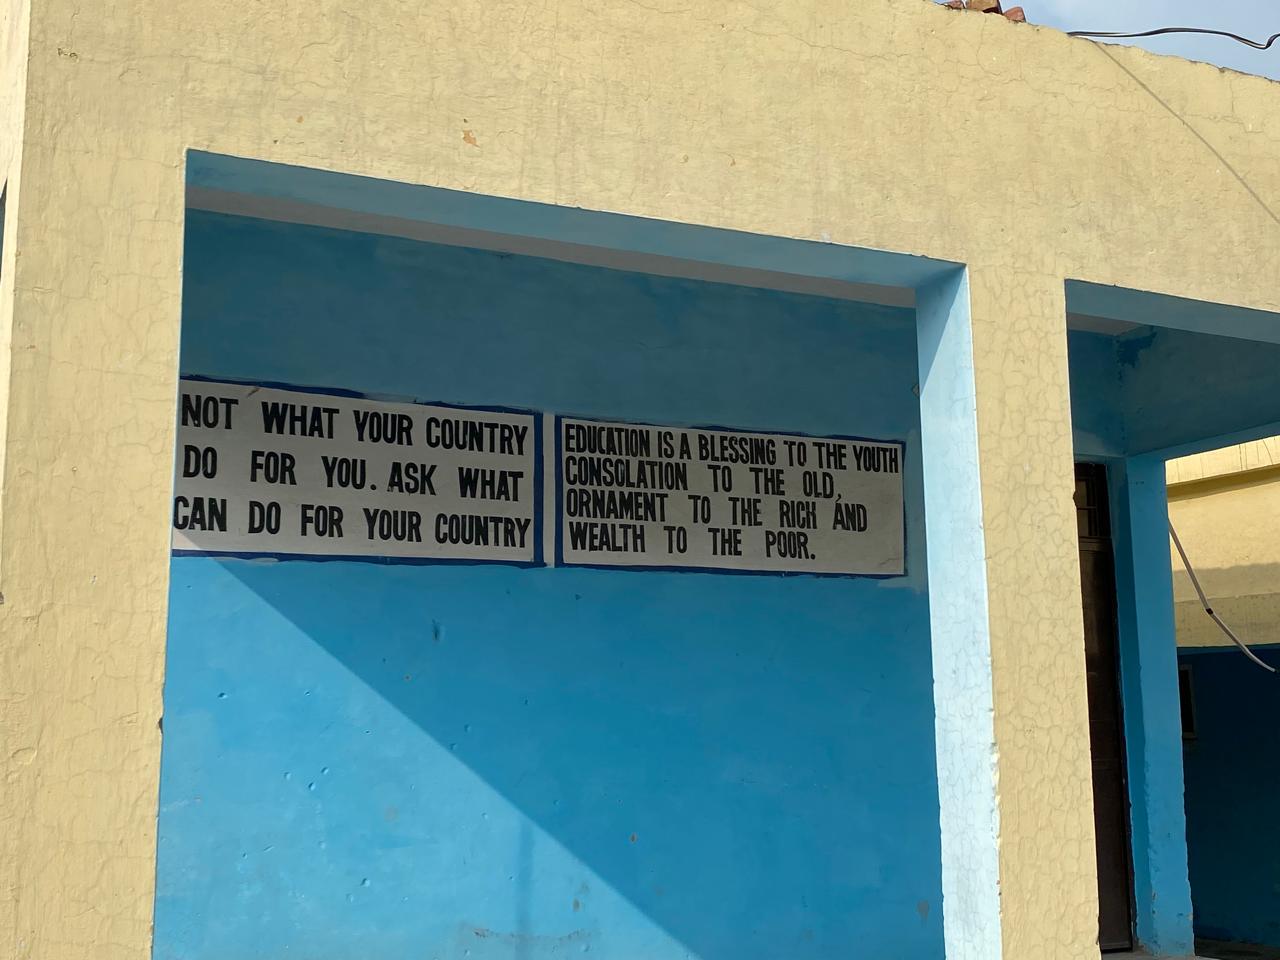 NOT WHAT YOUR COUNTRY
DO FOR YOU. ASK WHAT
CAN DO FOR YOUR COUNTRY
EDUCATION IS A BLESSING TO THE YOUTH
CONSOLATION TO THE OLD,
ORNAMENT TO THE RICH AND
WEALTH TO THE POOR.